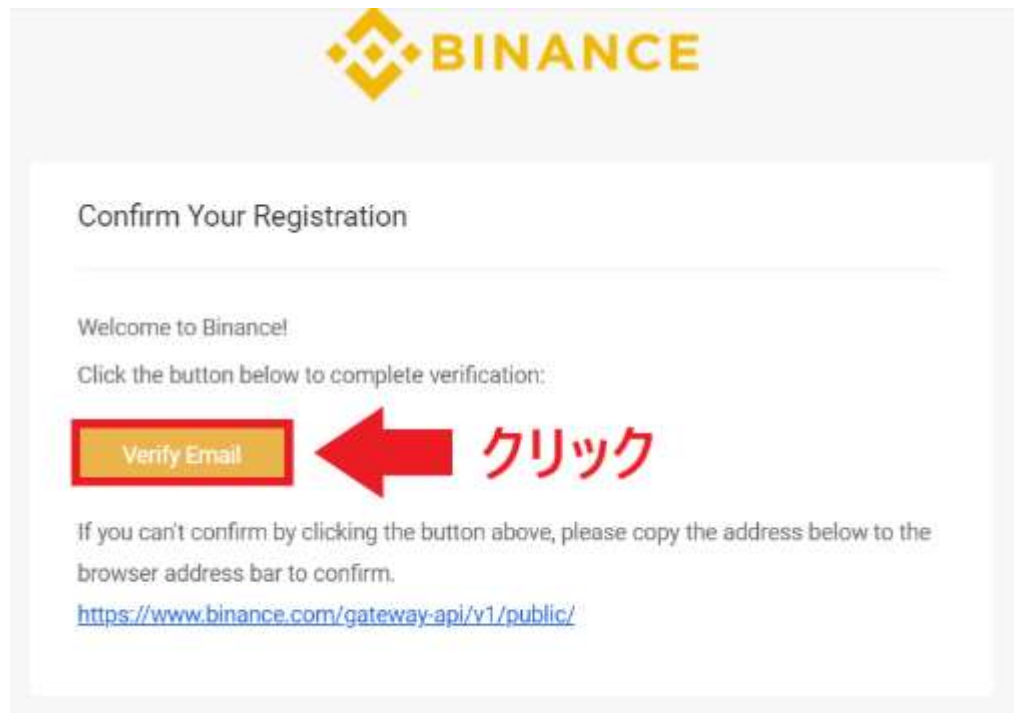 BINANCE
Confirm Your Registration
Welcome to Binance!
Click the button below to complete verification:
Verify Email
クリック
If you can't confirm by clicking the button above, please copy the address below to the
browser address bar to confirm.
https://www.binance.com/gateway-api/v1/public/